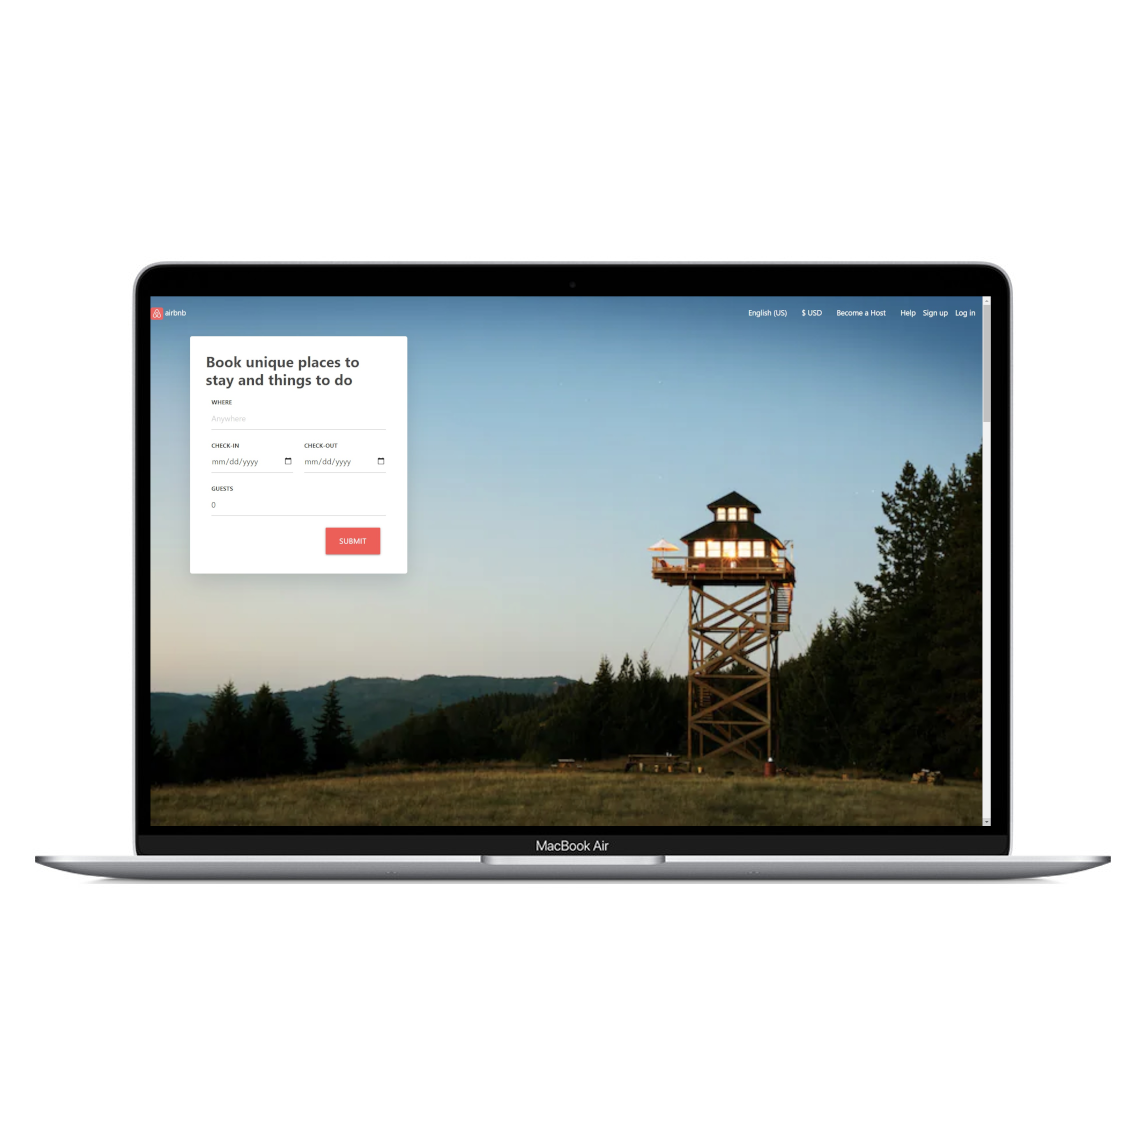 airbnb
English (US) $ USD Become a Host Help Sign up Log in
Book unique places to
stay and things to do
WHERE
Anywhere
CHECK-IN CHECK-OUT
mm/dd/yyyy mm/dd/yyyy
GUESTS
0
SUBMIT
MacBook Air